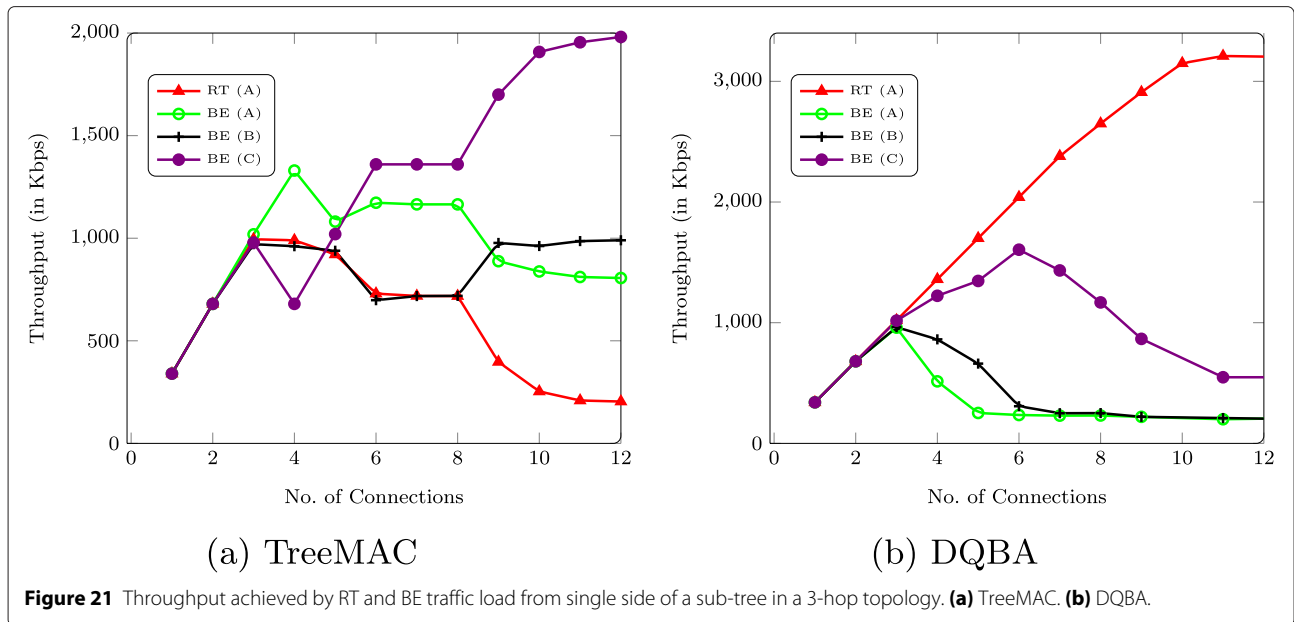 2,000
1,500
1,000
500
0
Throughput (in Kbps)
RT (A)
BE (A)
BE (B)
BE (C)
0 2 4 6 8 10 12
No. of Connections
(a) TreeMAC
3,000
2,000
1,000
0
Throughput (in Kbps)
RT (A)
BE (A)
BE (B)
BE (C)
0 2 4 6 8 10 12
No. of Connections
(b) DQBA
Figure 21 Throughput achieved by RT and BE traffic load from single side of a sub-tree in a 3-hop topology. (a) TreeMAC. (b) DQBA.